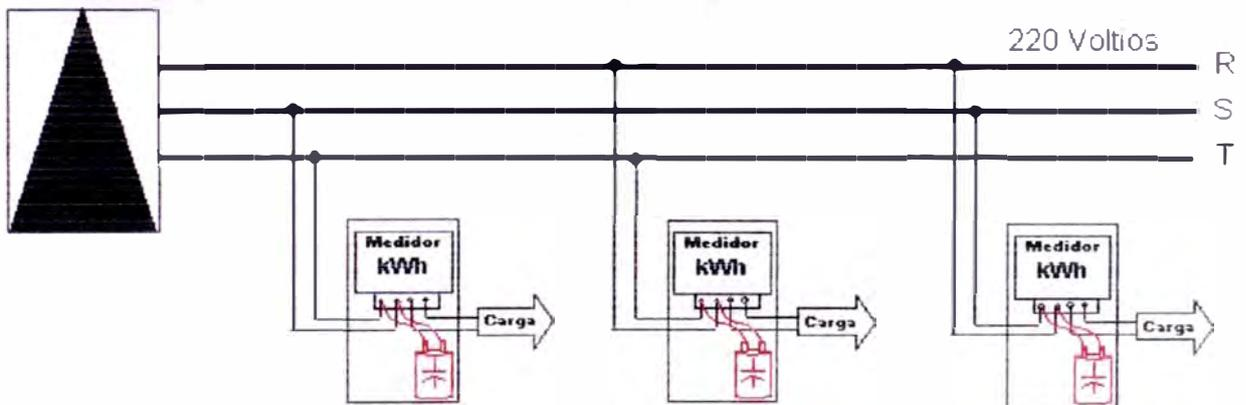 220 Voltios
R
S
T
Medidor
kWh
Carga
Medidor
kWh
Carga
Medidor
kWh
Carga